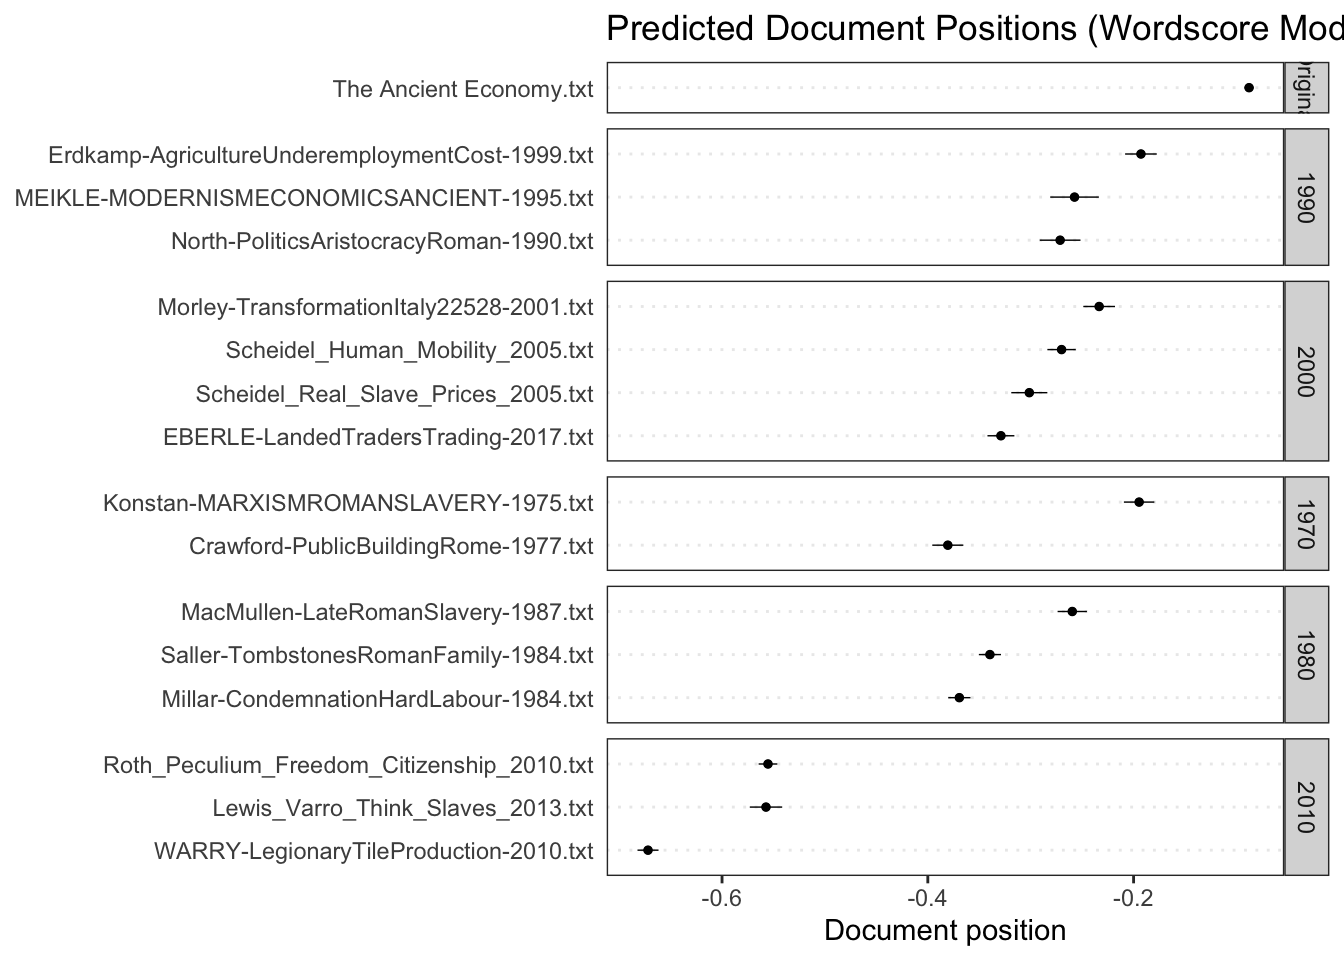 Predicted Document Positions (Wordscore Mod
The Ancient Economy.txt
Origina
Erdkamp-AgricultureUnderemploymentCost-1999.txt
MEIKLE-MODERNISMECONOMICSANCIENT-1995.txt
North-PoliticsAristocracyRoman-1990.txt
1990
Morley-TransformationItaly22528-2001.txt
Scheidel_Human_Mobility_2005.txt
Scheidel_Real_Slave_Prices_2005.txt
EBERLE-LandedTradersTrading-2017.txt
2000
Konstan-MARXISMROMANSLAVERY-1975.txt
Crawford-PublicBuildingRome-1977.txt
1970
MacMullen-LateRomanSlavery-1987.txt
Saller-TombstonesRomanFamily-1984.txt
Millar-CondemnationHardLabour-1984.txt
1980
Roth_Peculium_Freedom_Citizenship_2010.txt
Lewis_Varro_Think_Slaves_2013.txt
WARRY-LegionaryTileProduction-2010.txt
2010
-0.6 -0.4 -0.2
Document position